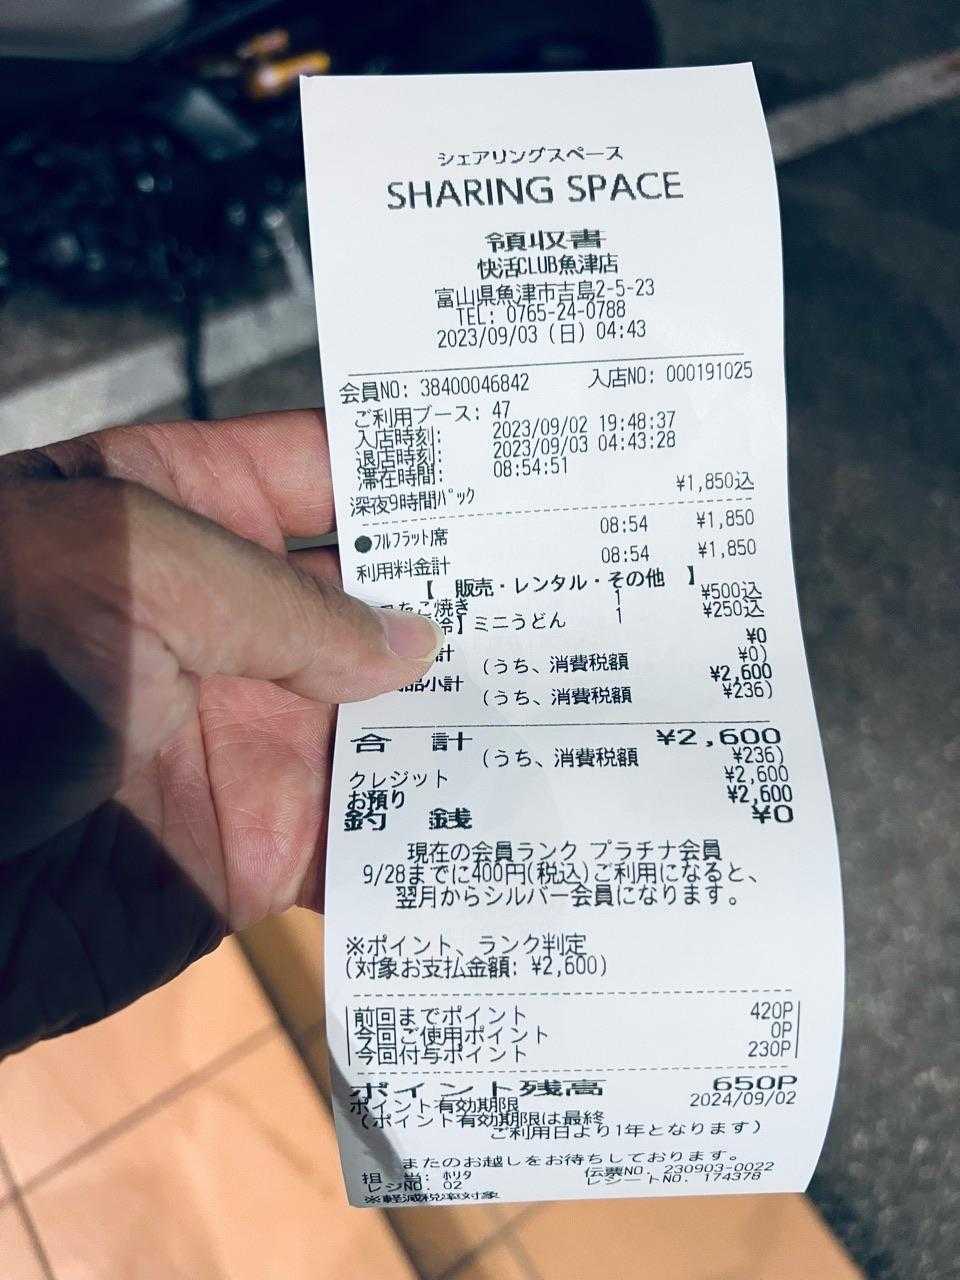 シェアリングスペース
SHARING SPACE
領収書
快活CLUB魚津店
富山県魚津市吉島2-5-23
TEL: 0765-24-0788
2023/09/03 (日) 04:43
会員NO: 38400046842 入店NO: 000191025
ご利用ブース: 47
入店時刻: 2023/09/02 19:48:37
退店時刻: 2023/09/03 04:43:28
滞在時間: 08:54:51
深夜9時間パック ¥1,850込
●フルフラット席 08:54 ¥1,850
利用料金計 08:54 ¥1,850
【 販売・レンタル・その他 】
たこ焼き 1 ¥500込
】ミニうどん 1 ¥250込
計 ¥0
(うち、消費税額 ¥0)
小計 ¥2,600
(うち、消費税額 ¥236)
合 計 ¥2,600
(うち、消費税額 ¥236)
クレジット ¥2,600
お預り ¥2,600
釣 銭 ¥0
現在の会員ランク プラチナ会員
9/28までに400円(税込)ご利用になると、
翌月からシルバー会員になります。
※ポイント、ランク判定
(対象お支払金額: ¥2,600)
前回までポイント 420P
今回ご使用ポイント 0P
今回付与ポイント 230P
ポイント残高 650P
ポイント有効期限 2024/09/02
(ポイント有効期限は最終
ご利用日より1年となります)
またのお越しをお待ちしております。
担 当: ホリタ 伝票NO. 230903-0022
レジNO. 02 レシートNO. 174378
※軽減税率対象